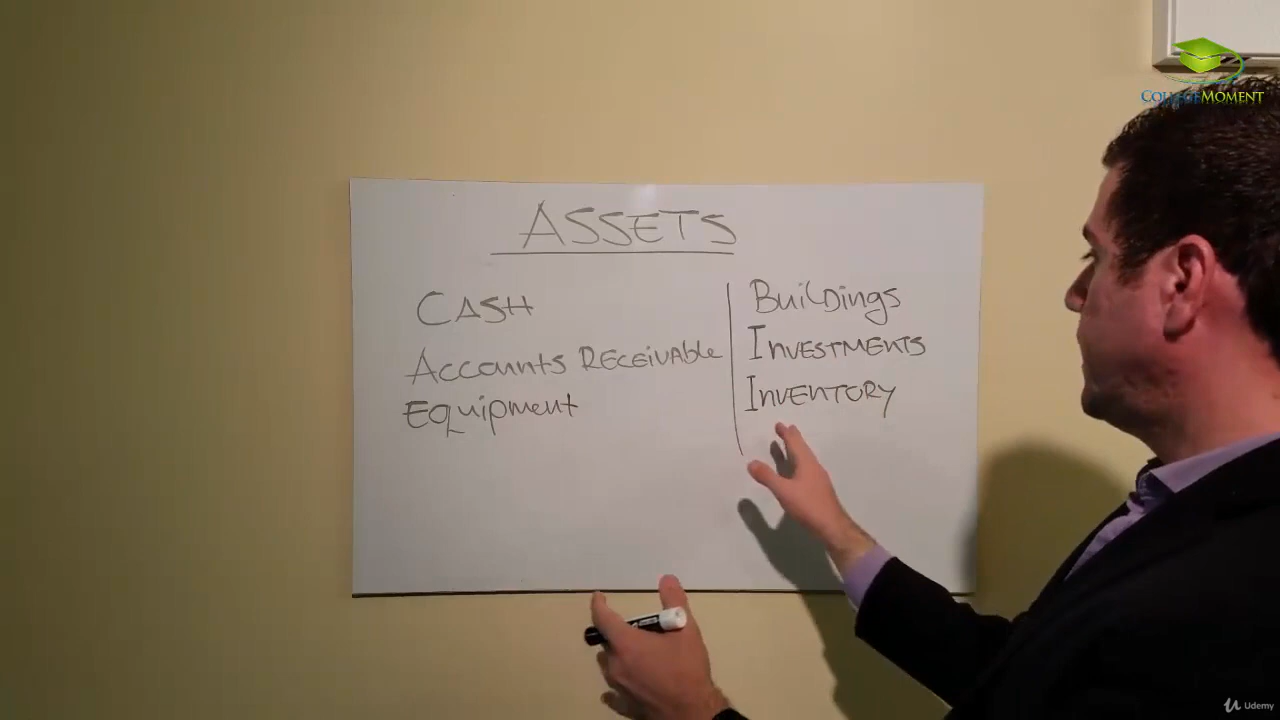 COLLEGEMOMENT
ASSETS
CASH
Accounts Receivable
Equipment
Buildings
Investments
Inventory
Udemy